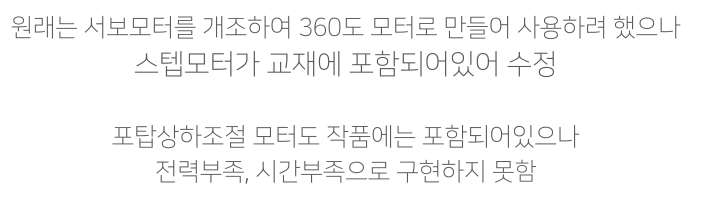 원래는 서보모터를 개조하여 360도 모터로 만들어 사용하려 했으나
스텝모터가 교재에 포함되어있어 수정
포탑상하조절 모터도 작품에는 포함되어있으나
전력부족, 시간부족으로 구현하지 못함